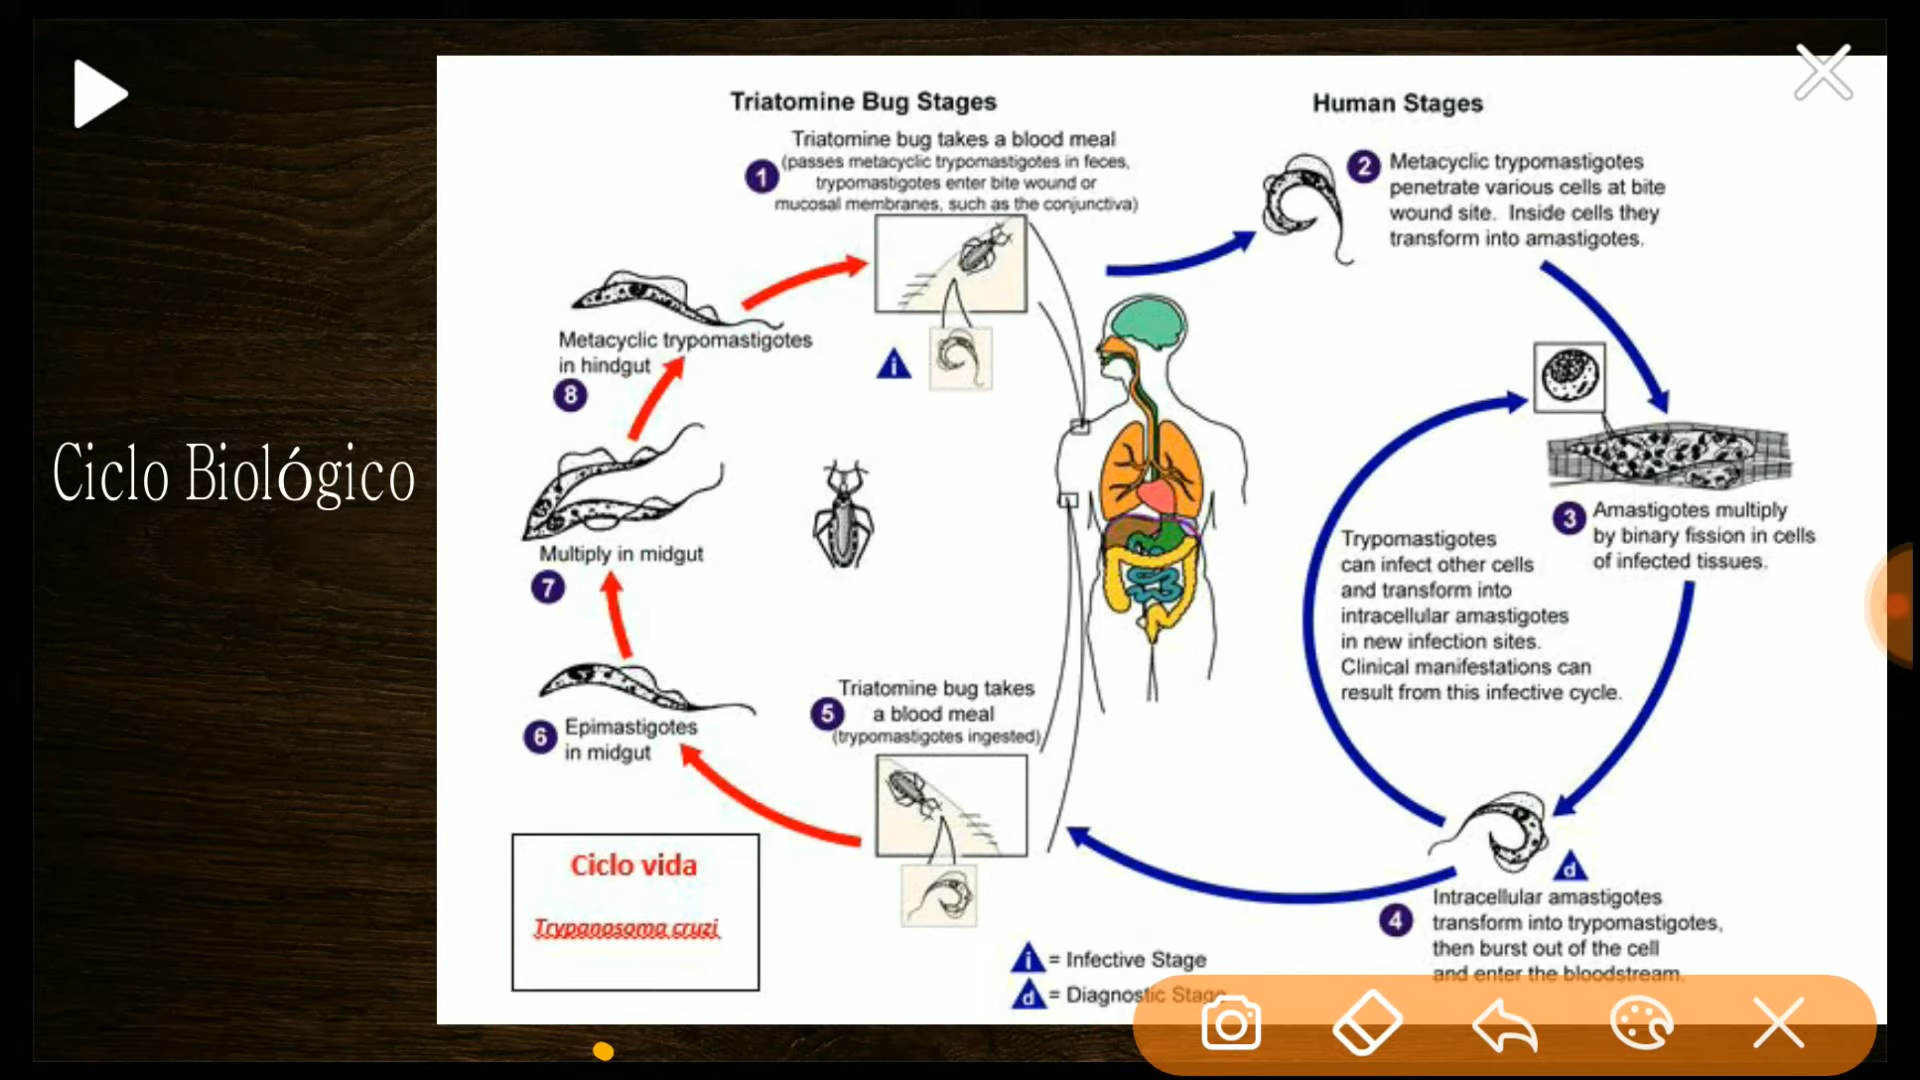 Ciclo Biológico
Triatomine Bug Stages
Triatomine bug takes a blood meal
1
(passes metacyclic trypomastigotes in feces,
trypomastigotes enter bite wound or
mucosal membranes, such as the conjunctiva)
i
Human Stages
2
Metacyclic trypomastigotes
penetrate various cells at bite
wound site. Inside cells they
transform into amastigotes.
3
Amastigotes multiply
by binary fission in cells
of infected tissues.
Trypomastigotes
can infect other cells
and transform into
intracellular amastigotes
in new infection sites.
Clinical manifestations can
result from this infective cycle.
d
4
Intracellular amastigotes
transform into trypomastigotes,
then burst out of the cell
and enter the bloodstream.
Triatomine bug takes
5
a blood meal
(trypomastigotes ingested)
6
Epimastigotes
in midgut
Multiply in midgut
7
Metacyclic trypomastigotes
in hindgut
8
Ciclo vida
Trypanosoma cruzi
i = Infective Stage
d = Diagnostic Stage